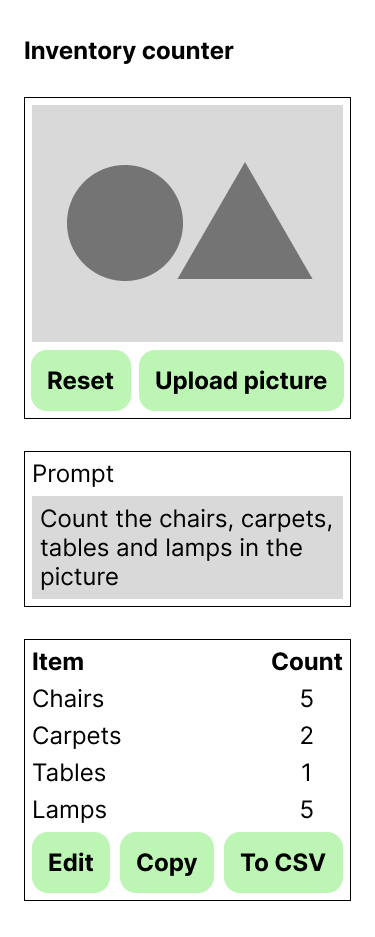 Inventory counter
Reset Upload picture
Prompt
Count the chairs, carpets,
tables and lamps in the
picture
Item Count
Chairs 5
Carpets 2
Tables 1
Lamps 5
Edit Copy To CSV